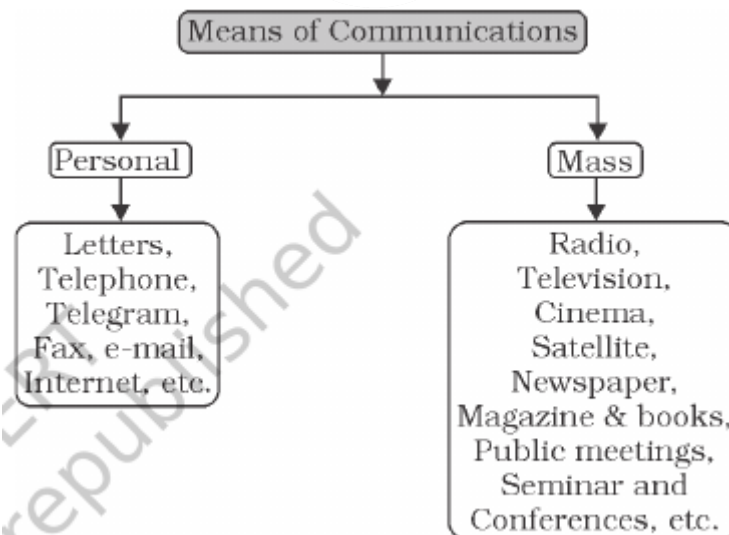 Means of Communications
Personal
Mass
Letters,
Telephone,
Telegram,
Fax, e-mail,
Internet, etc.
Radio,
Television,
Cinema,
Satellite,
Newspaper,
Magazine & books,
Public meetings,
Seminar and
Conferences, etc.
republished